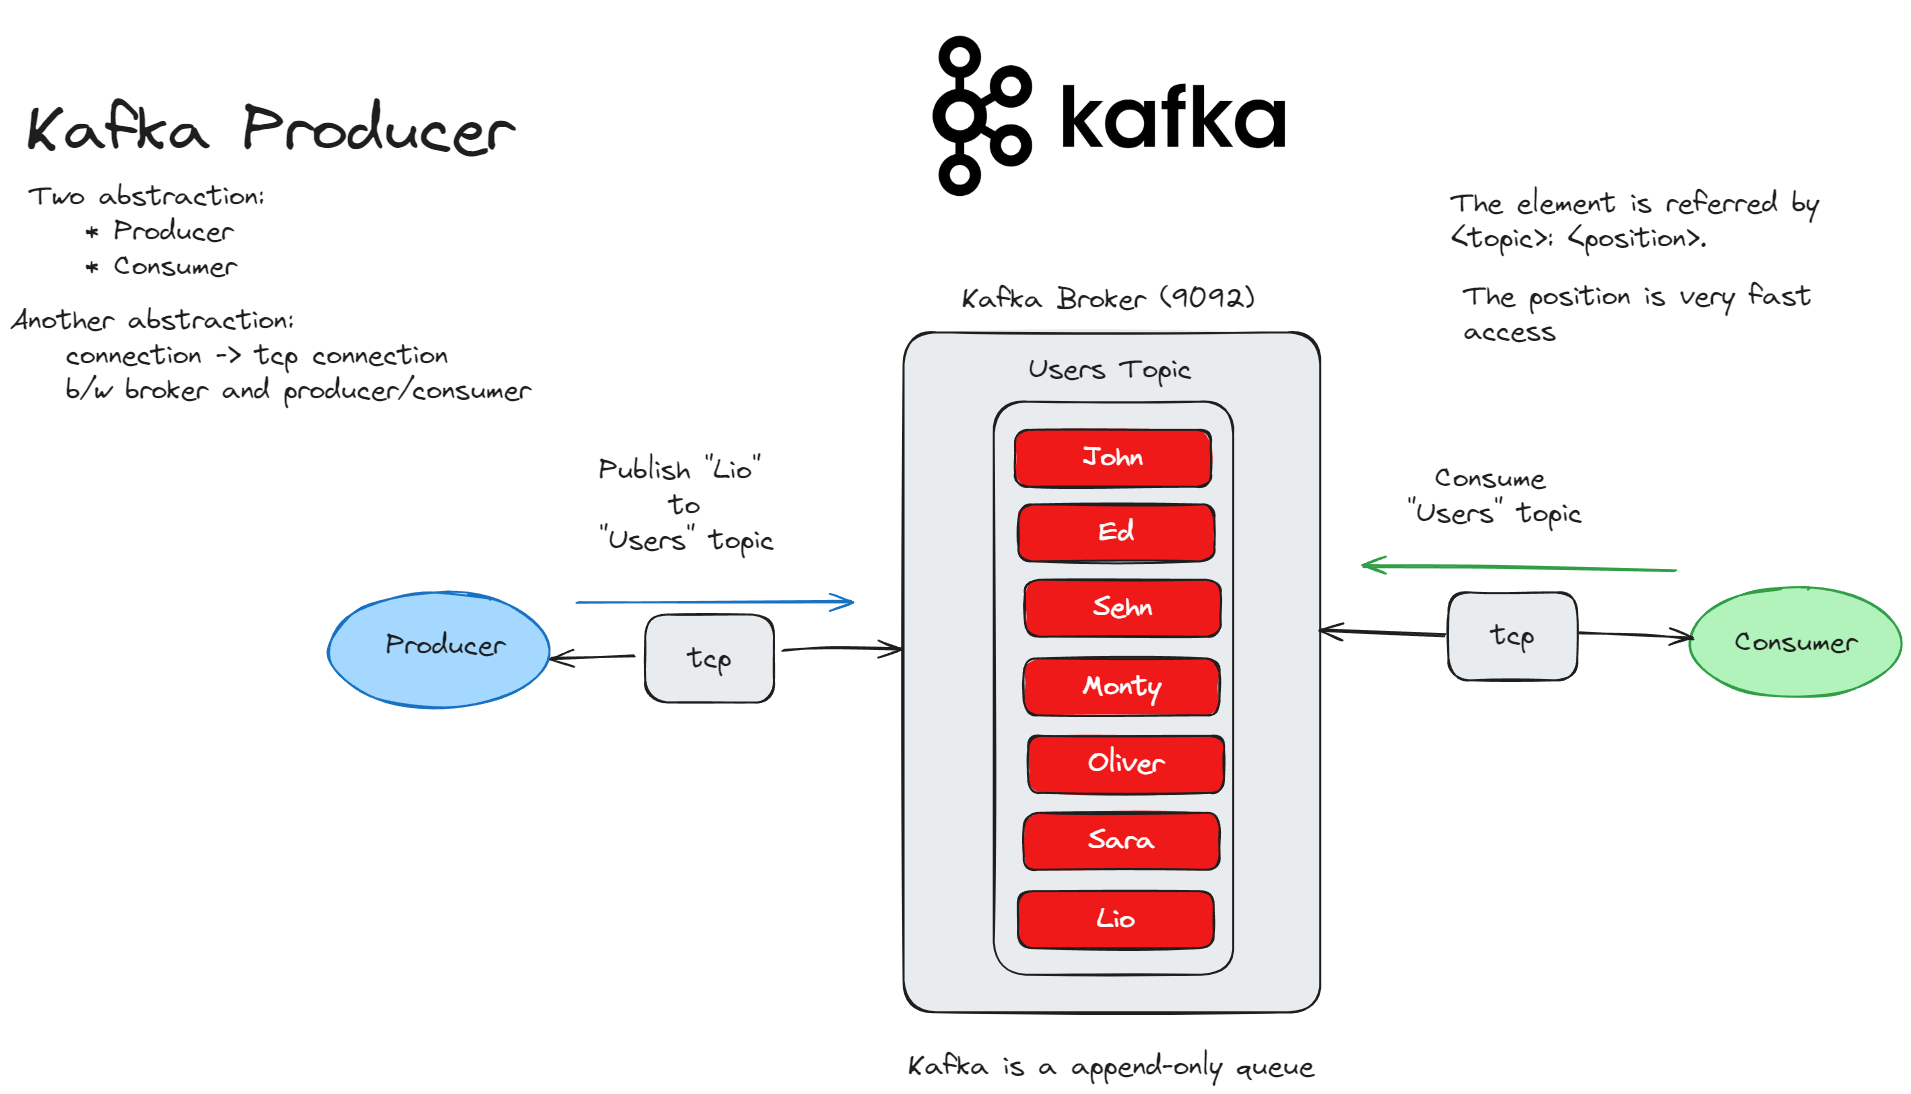 kafka
Kafka Producer
Two abstraction:
* Producer
* Consumer
Another abstraction:
connection -> tcp connection
b/w broker and producer/consumer
The element is referred by
<topic>: <position>.
The position is very fast
access
Kafka Broker (9092)
Users Topic
John
Ed
Sehn
Monty
Oliver
Sara
Lio
Publish "Lio"
to
"Users" topic
Producer
tcp
Consume
"Users" topic
tcp
Consumer
Kafka is a append-only queue